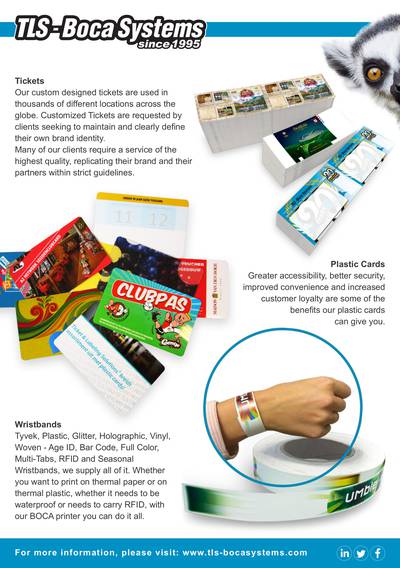 TLS-Boca Systems
since 1995
Tickets
Our custom designed tickets are used in
thousands of different locations across the
globe. Customized Tickets are requested by
clients seeking to maintain and clearly define
their own brand identity.
Many of our clients require a service of the
highest quality, replicating their brand and their
partners within strict guidelines.
11 12
VOUCHER
CLUBPAS
Ticket & Labeling Solutions
Plastic Cards
Greater accessibility, better security,
improved convenience and increased
customer loyalty are some of the
benefits our plastic cards
can give you.
Wristbands
Tyvek, Plastic, Glitter, Holographic, Vinyl,
Woven - Age ID, Bar Code, Full Color,
Multi-Tabs, RFID and Seasonal
Wristbands, we supply all of it. Whether
you want to print on thermal paper or on
thermal plastic, whether it needs to be
waterproof or needs to carry RFID, with
our BOCA printer you can do it all.
For more information, please visit: www.tls-bocasystems.com
in
f